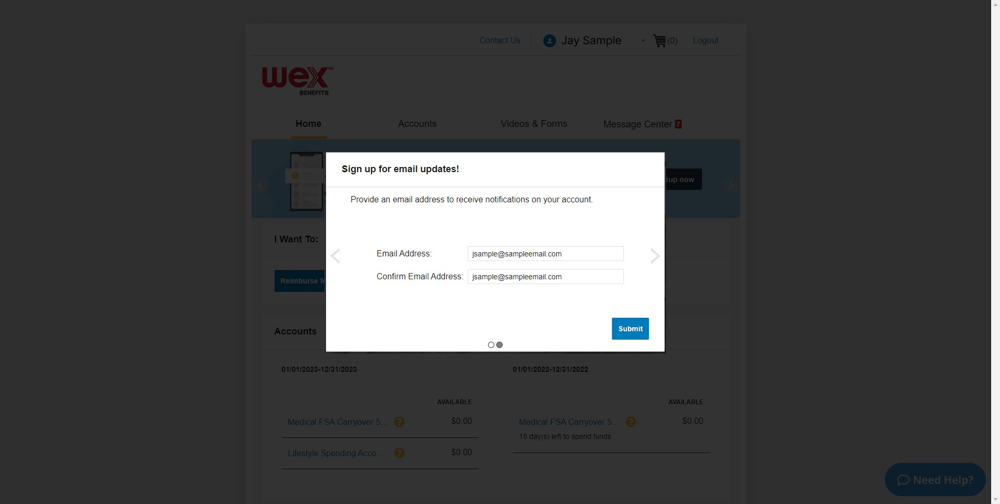 Contact Us
Jay Sample
(0)
Logout
wex™
BENEFITS
Home
Accounts
Videos & Forms
Message Center 7
tup now
Sign up for email updates!
Provide an email address to receive notifications on your account.
Email Address: jsample@sampleemail.com
Confirm Email Address: jsample@sampleemail.com
Submit
I Want To:
Reimburse
Accounts
01/01/2023-12/31/2023
AVAILABLE
Medical FSA Carryover 5... ? $0.00
Lifestyle Spending Acco... ? $0.00
01/01/2022-12/31/2022
AVAILABLE
Medical FSA Carryover 5... ? $0.00
15 day(s) left to spend funds
Need Help?